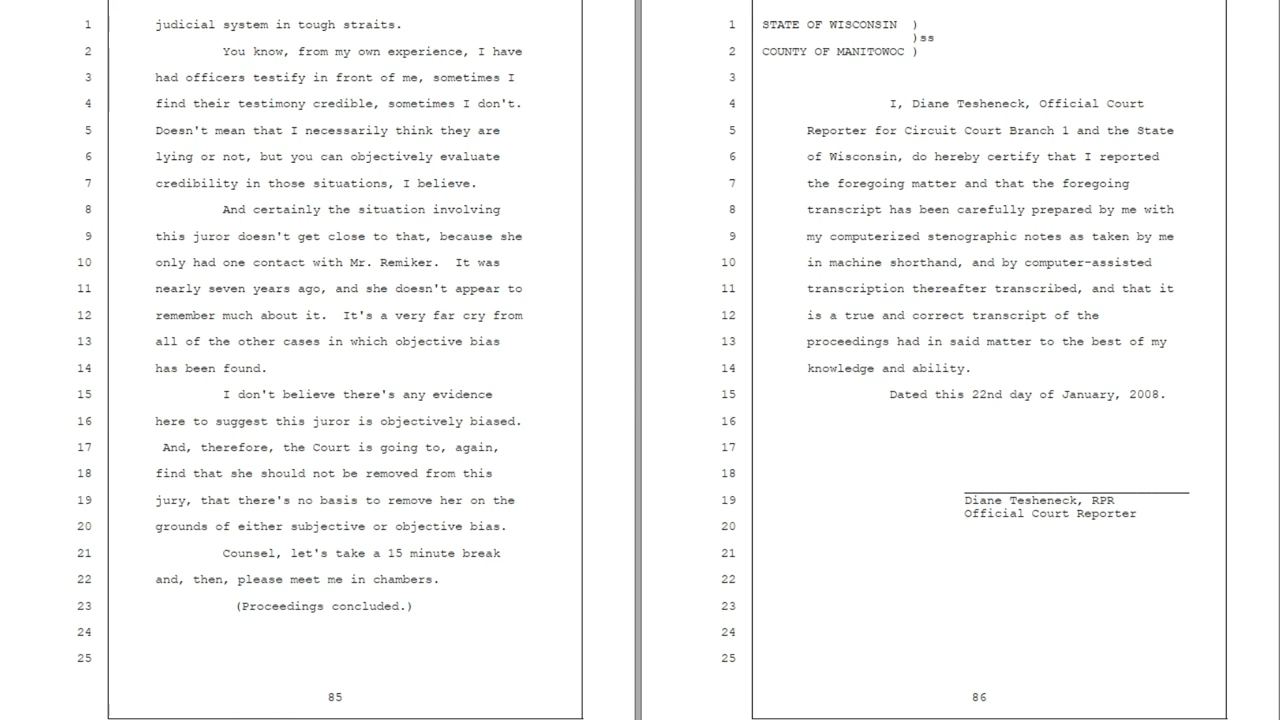 1 judicial system in tough straits.
2 You know, from my own experience, I have
3 had officers testify in front of me, sometimes I
4 find their testimony credible, sometimes I don't.
5 Doesn't mean that I necessarily think they are
6 lying or not, but you can objectively evaluate
7 credibility in those situations, I believe.
8 And certainly the situation involving
9 this juror doesn't get close to that, because she
10 only had one contact with Mr. Remiker. It was
11 nearly seven years ago, and she doesn't appear to
12 remember much about it. It's a very far cry from
13 all of the other cases in which objective bias
14 has been found.
15 I don't believe there's any evidence
16 here to suggest this juror is objectively biased.
17 And, therefore, the Court is going to, again,
18 find that she should not be removed from this
19 jury, that there's no basis to remove her on the
20 grounds of either subjective or objective bias.
21 Counsel, let's take a 15 minute break
22 and, then, please meet me in chambers.
23 (Proceedings concluded.)
24
25
85
1 STATE OF WISCONSIN )
)ss
2 COUNTY OF MANITOWOC )
3
4 I, Diane Tesheneck, Official Court
5 Reporter for Circuit Court Branch 1 and the State
6 of Wisconsin, do hereby certify that I reported
7 the foregoing matter and that the foregoing
8 transcript has been carefully prepared by me with
9 my computerized stenographic notes as taken by me
10 in machine shorthand, and by computer-assisted
11 transcription thereafter transcribed, and that it
12 is a true and correct transcript of the
13 proceedings had in said matter to the best of my
14 knowledge and ability.
15 Dated this 22nd day of January, 2008.
16
17
18
19 Diane Tesheneck, RPR
Official Court Reporter
20
21
22
23
24
25
86